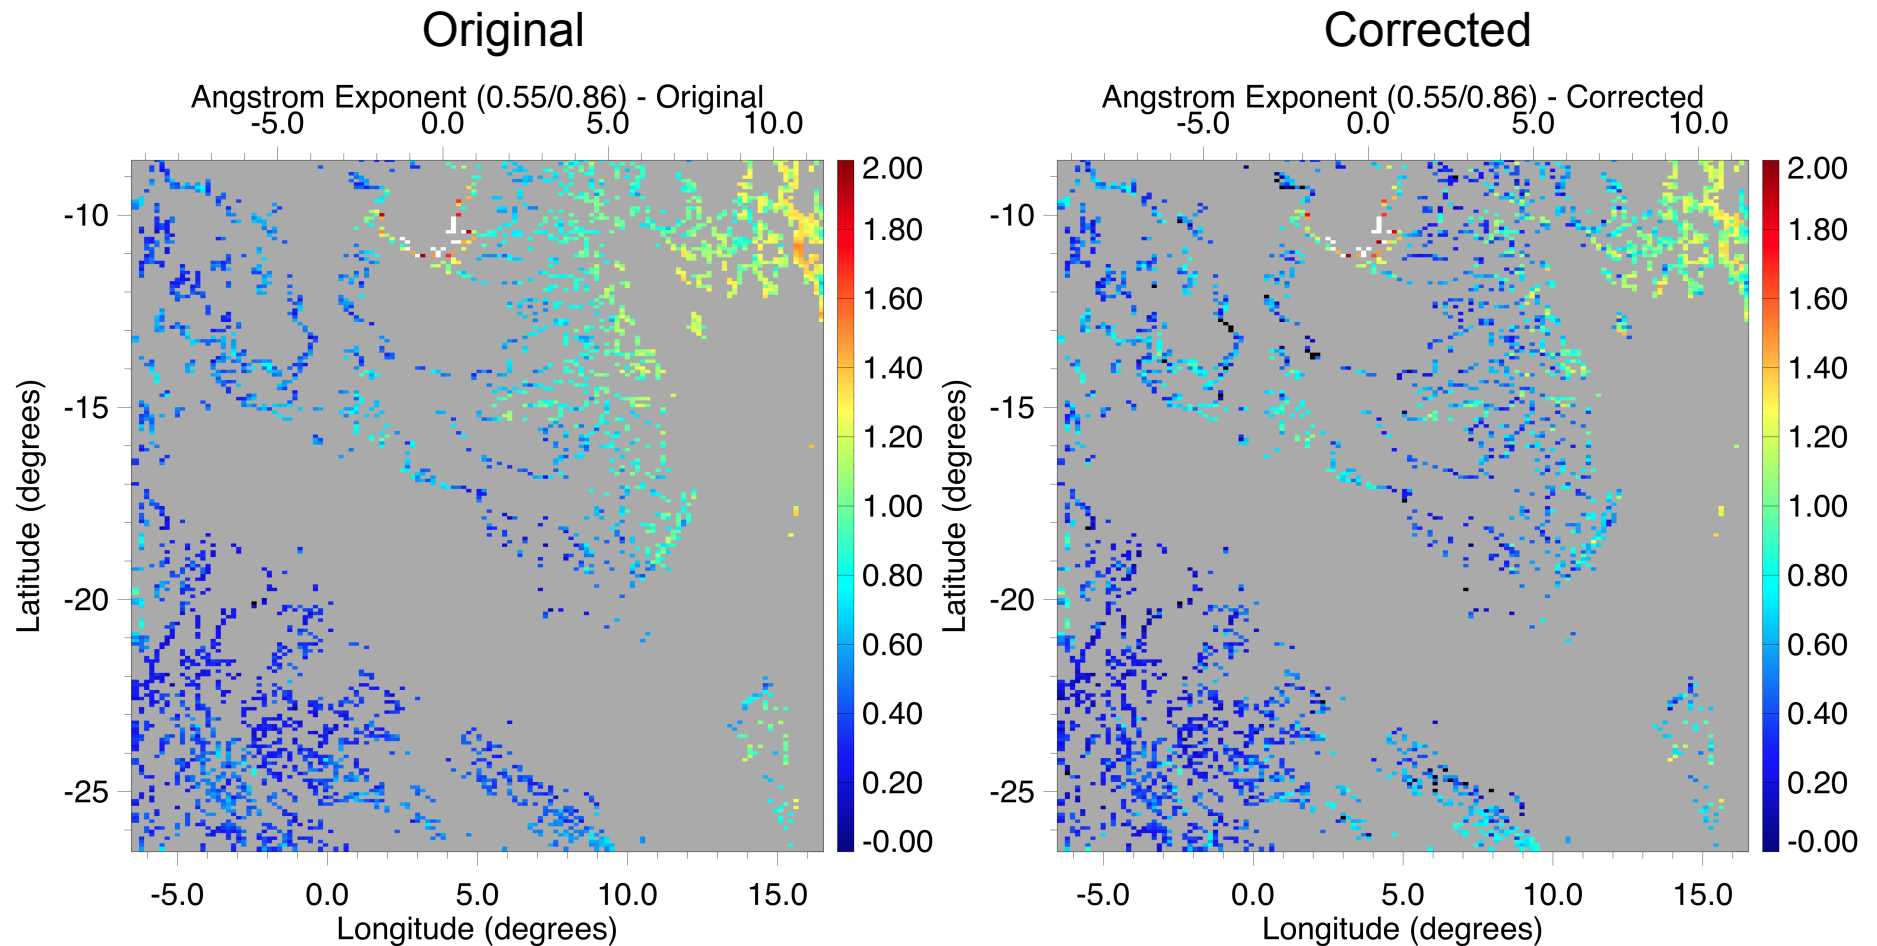 Original
Corrected
Angstrom Exponent (0.55/0.86) - Original
-5.0 0.0 5.0 10.0
2.00
1.80
1.60
1.40
1.20
1.00
0.80
0.60
0.40
0.20
-0.00
-10
-15
-20
-25
Latitude (degrees)
-5.0 0.0 5.0 10.0 15.0
Longitude (degrees)
Angstrom Exponent (0.55/0.86) - Corrected
-5.0 0.0 5.0 10.0
2.00
1.80
1.60
1.40
1.20
1.00
0.80
0.60
0.40
0.20
-0.00
-10
-15
-20
-25
Latitude (degrees)
-5.0 0.0 5.0 10.0 15.0
Longitude (degrees)